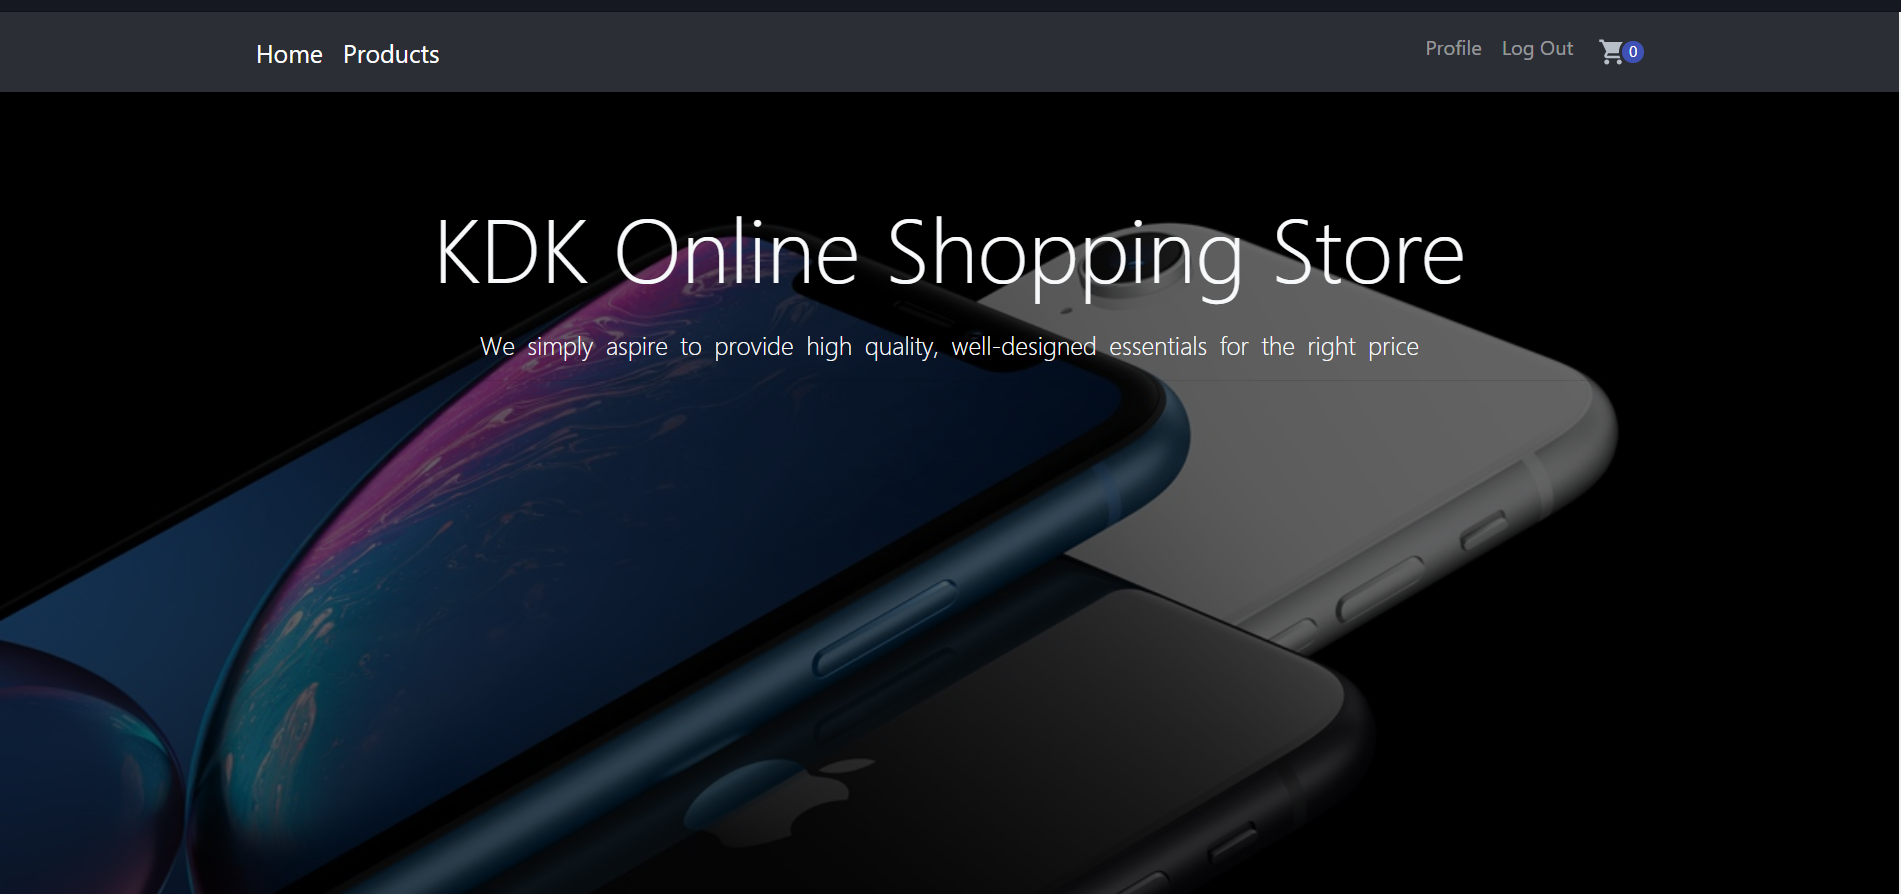 Home Products Profile Log Out 0
KDK Online Shopping Store
We simply aspire to provide high quality, well-designed essentials for the right price